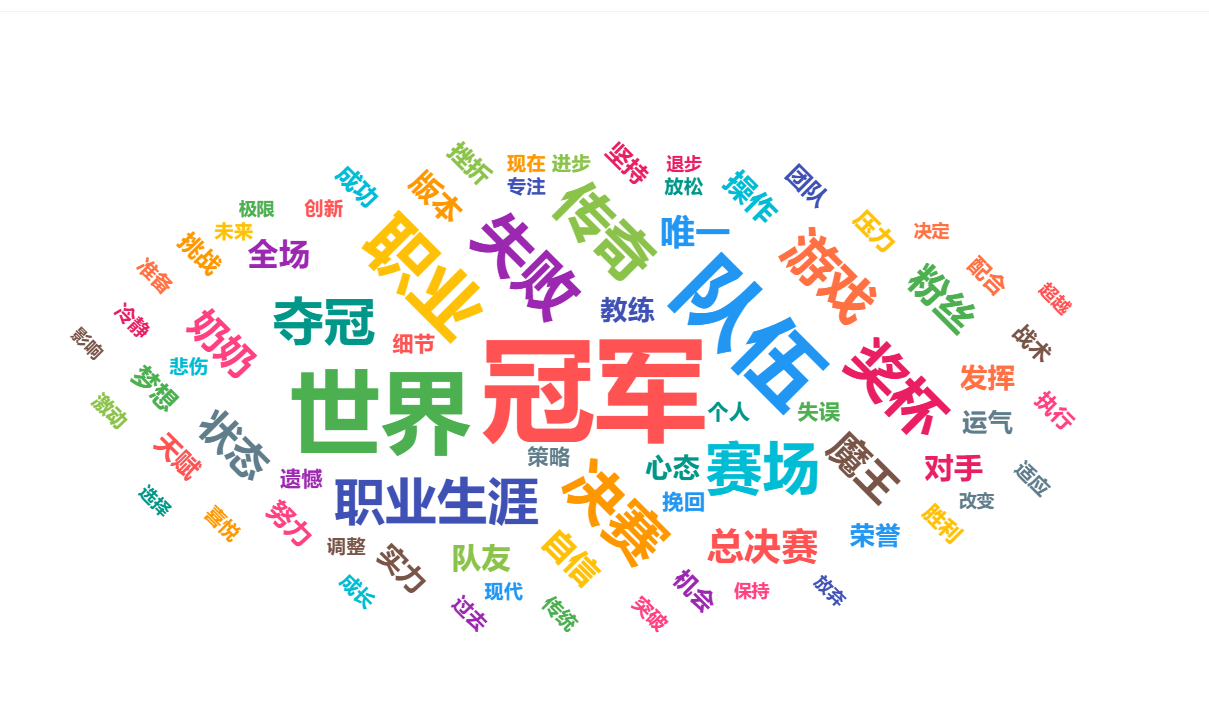 挫折
现在
进步
坚持
退步
成功
版本
专注
放松
操作
团队
极限
创新
传奇
未来
挑战
全场
职业
失败
唯一
游戏
压力
决定
准备
粉丝
配合
超越
冷静
夺冠
教练
队伍
影响
奶奶
细节
战术
悲伤
梦想
冠军
奖杯
发挥
激动
世界
个人
失误
执行
状态
运气
天赋
策略
心态
赛场
魔王
对手
适应
遗憾
选择
职业生涯
决赛
挽回
改变
喜悦
努力
胜利
荣誉
调整
实力
队友
自信
总决赛
成长
现代
机会
保持
放弃
过去
传统
突破